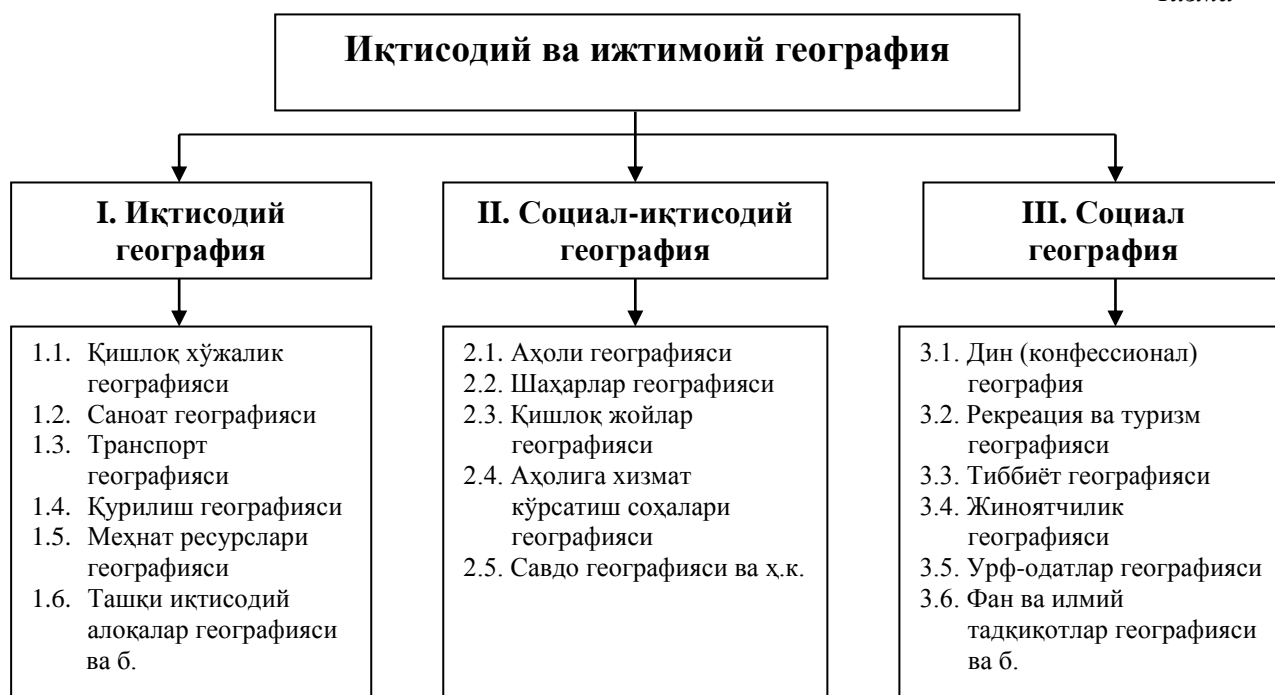 Иқтисодий ва ижтимоий география
I. Иқтисодий
география
II. Социал-иқтисодий
география
III. Социал
география
1.1. Қишлоқ хўжалик
географияси
1.2. Саноат географияси
1.3. Транспорт
географияси
1.4. Қурилиш географияси
1.5. Меҳнат ресурслари
географияси
1.6. Ташқи иқтисодий
алоқалар географияси
ва б.
2.1. Аҳоли географияси
2.2. Шаҳарлар географияси
2.3. Қишлоқ жойлар
географияси
2.4. Аҳолига хизмат
кўрсатиш соҳалари
географияси
2.5. Савдо географияси ва ҳ.к.
3.1. Дин (конфессионал)
география
3.2. Рекреация ва туризм
географияси
3.3. Тиббиёт географияси
3.4. Жиноятчилик
географияси
3.5. Урф-одатлар географияси
3.6. Фан ва илмий
тадқиқотлар географияси
ва б.